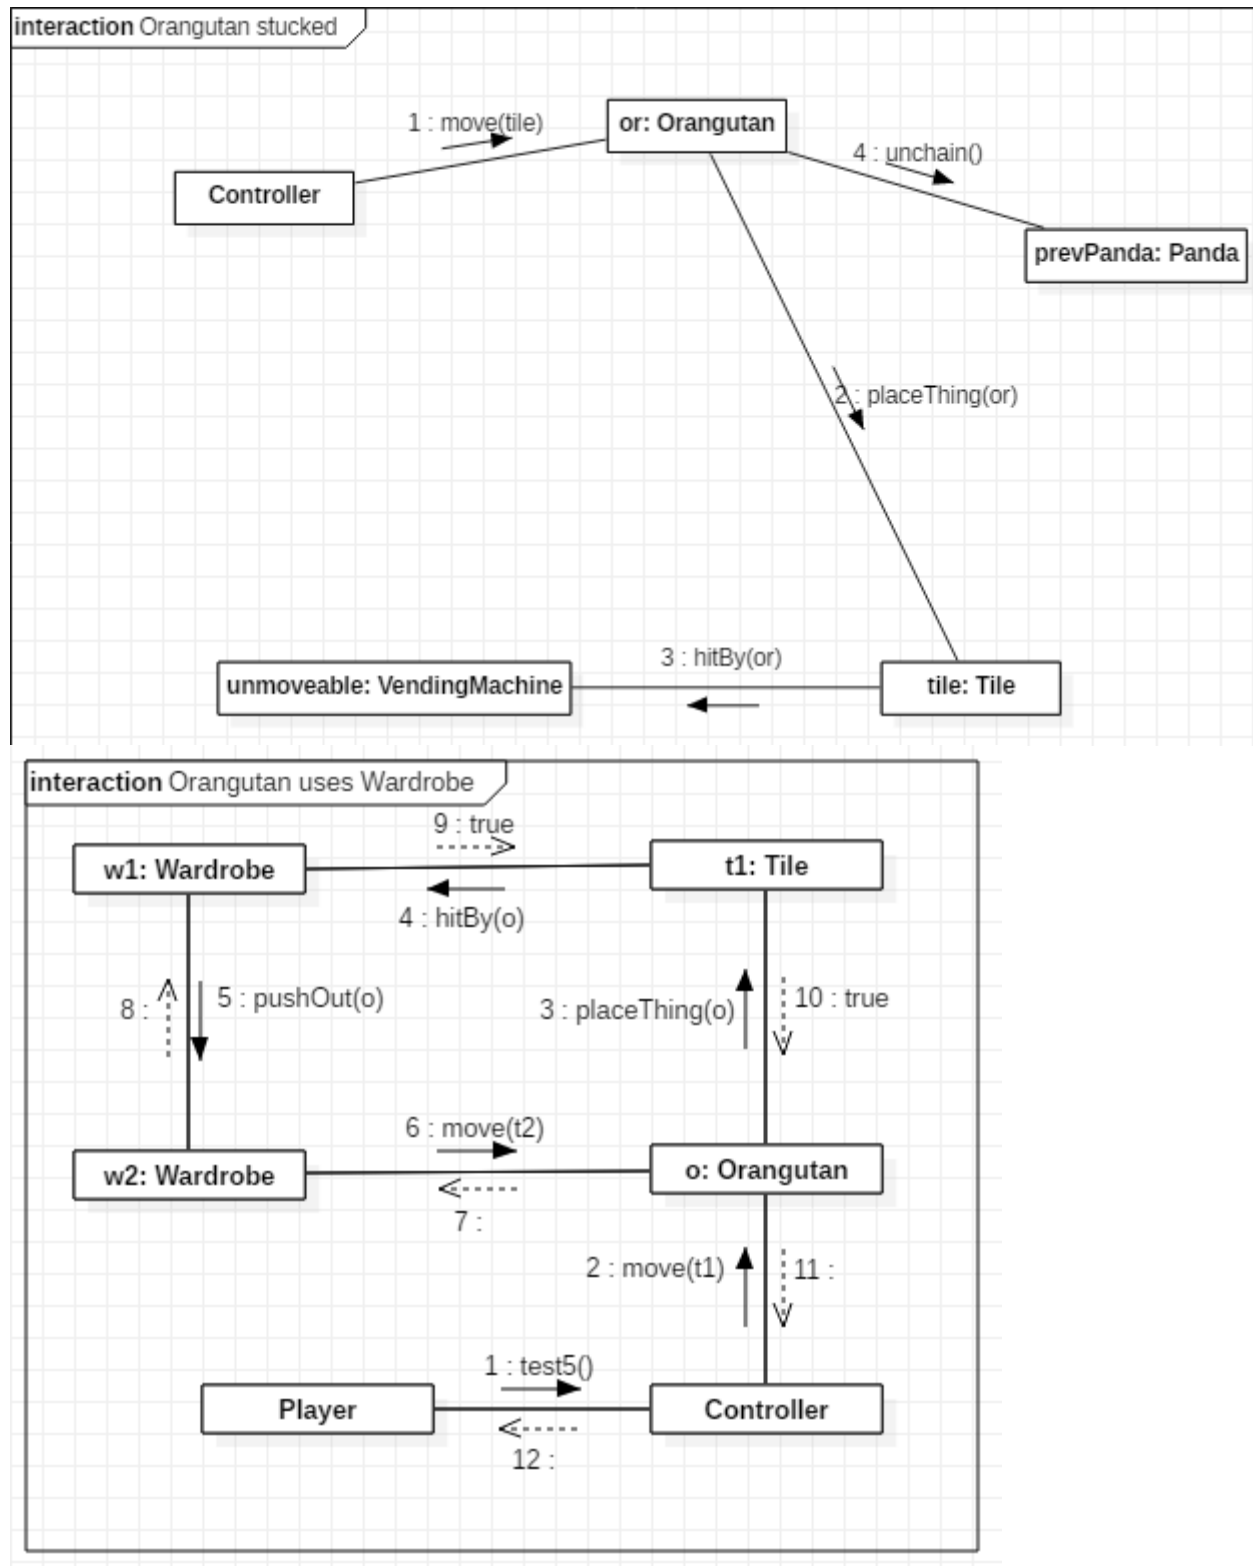 interaction Orangutan stucked
1 : move(tile)
or: Orangutan
4 : unchain()
Controller
prevPanda: Panda
2 : placeThing(or)
3 : hitBy(or)
unmoveable: VendingMachine
tile: Tile
interaction Orangutan uses Wardrobe
9 : true
w1: Wardrobe
t1: Tile
4 : hitBy(o)
8 :
5 : pushOut(o)
3 : placeThing(o)
10 : true
6 : move(t2)
w2: Wardrobe
o: Orangutan
7 :
2 : move(t1)
11 :
1 : test5()
Player
Controller
12 :